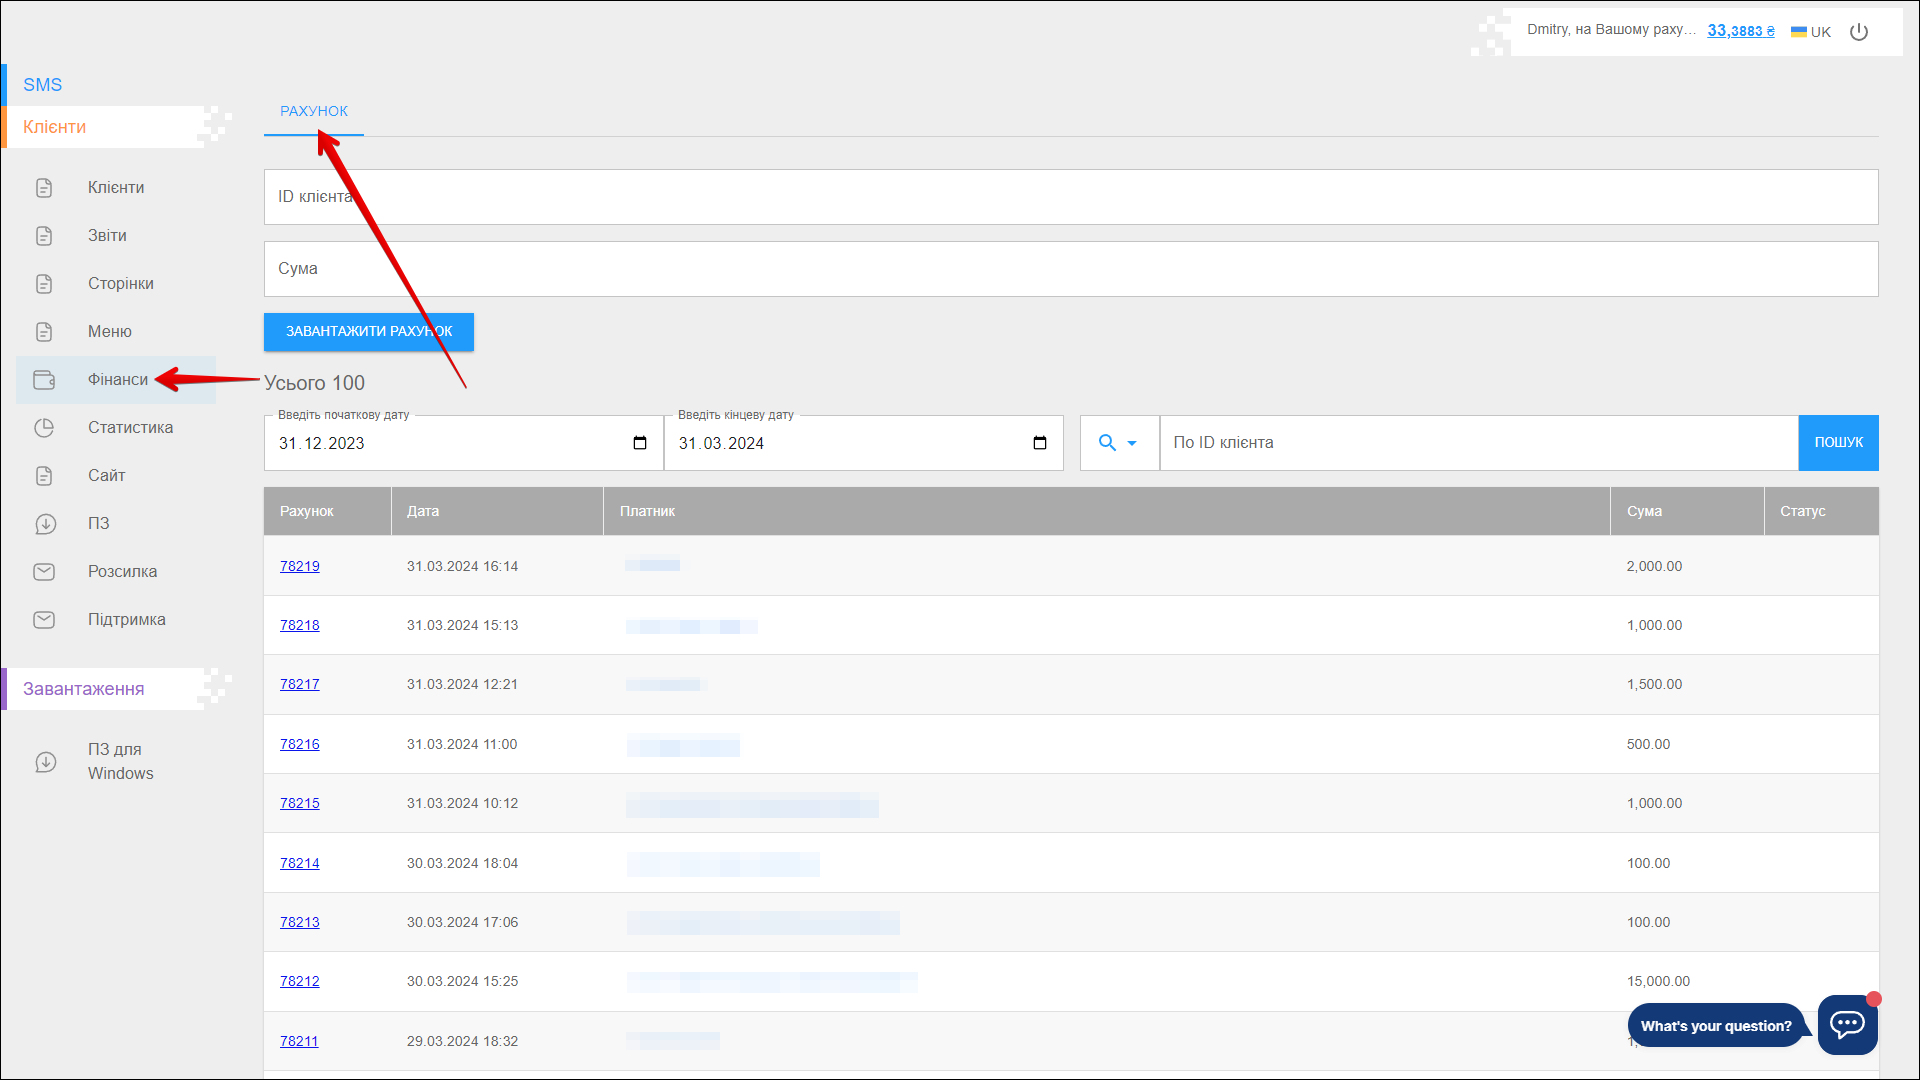 Dmitry, на Вашому раху... 33,3883 ₴ UK
SMS
Клієнти
Клієнти
Звіти
Сторінки
Меню
Фінанси
Статистика
Сайт
ПЗ
Розсилка
Підтримка
Завантаження
ПЗ для
Windows
РАХУНОК
ID клієнта
Сума
ЗАВАНТАЖИТИ РАХУНОК
Усього 100
Введіть початкову дату
31.12.2023
Введіть кінцеву дату
31.03.2024
По ID клієнта
ПОШУК
Рахунок Дата Платник Сума Статус
78219 31.03.2024 16:14 2,000.00
78218 31.03.2024 15:13 1,000.00
78217 31.03.2024 12:21 1,500.00
78216 31.03.2024 11:00 500.00
78215 31.03.2024 10:12 1,000.00
78214 30.03.2024 18:04 100.00
78213 30.03.2024 17:06 100.00
78212 30.03.2024 15:25 15,000.00
78211 29.03.2024 18:32
What's your question?